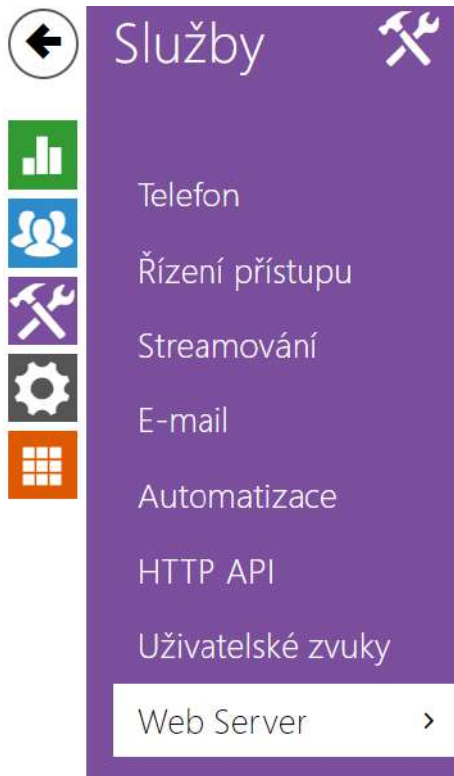 Služby
Telefon
Řízení přístupu
Streamování
E-mail
Automatizace
HTTP API
Uživatelské zvuky
Web Server